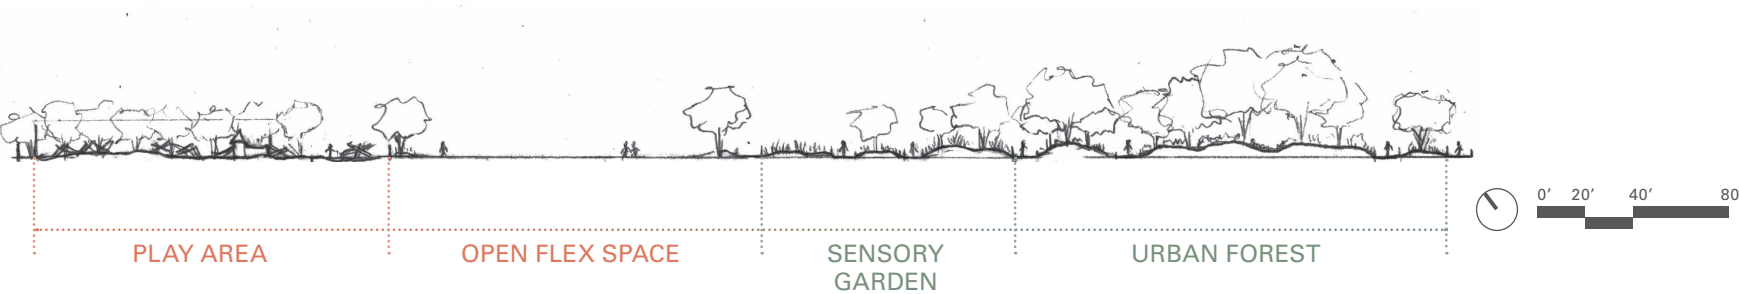 0' 20' 40' 80
PLAY AREA
OPEN FLEX SPACE
SENSORY
GARDEN
URBAN FOREST